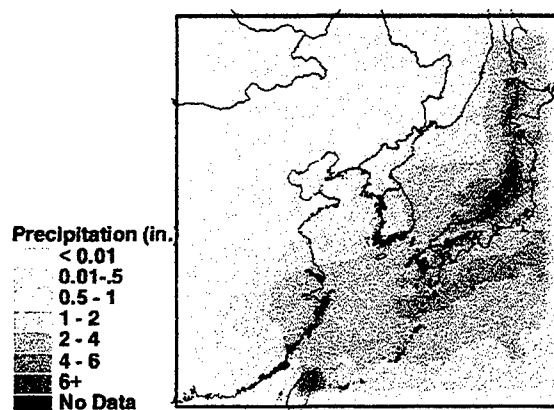 Precipitation (in.
< 0.01
0.01-.5
0.5 - 1
1 - 2
2 - 4
4 - 6
6+
No Data